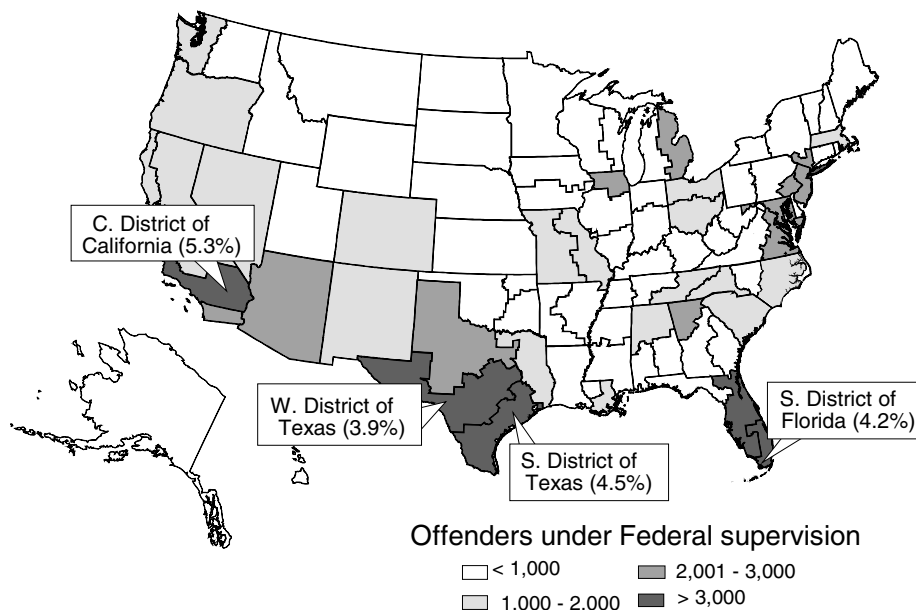 C. District of
California (5.3%)
W. District of
Texas (3.9%)
S. District of
Florida (4.2%)
S. District of
Texas (4.5%)
Offenders under Federal supervision
< 1,000
2,001 - 3,000
1,000 - 2,000
> 3,000